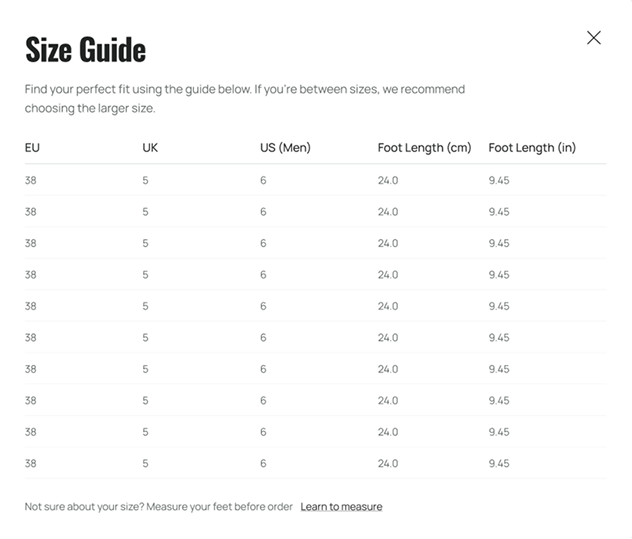 Size Guide
Find your perfect fit using the guide below. If you're between sizes, we recommend
choosing the larger size.
EU UK US (Men) Foot Length (cm) Foot Length (in)
38 5 6 24.0 9.45
38 5 6 24.0 9.45
38 5 6 24.0 9.45
38 5 6 24.0 9.45
38 5 6 24.0 9.45
38 5 6 24.0 9.45
38 5 6 24.0 9.45
38 5 6 24.0 9.45
38 5 6 24.0 9.45
38 5 6 24.0 9.45
Not sure about your size? Measure your feet before order Learn to measure